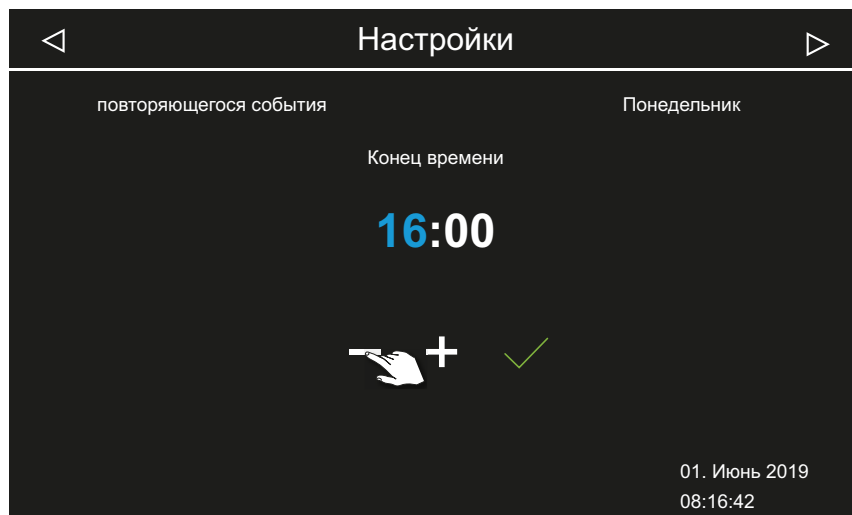 Настройки
повторяющегося события Понедельник
Конец времени
16:00
01. Июнь 2019
08:16:42